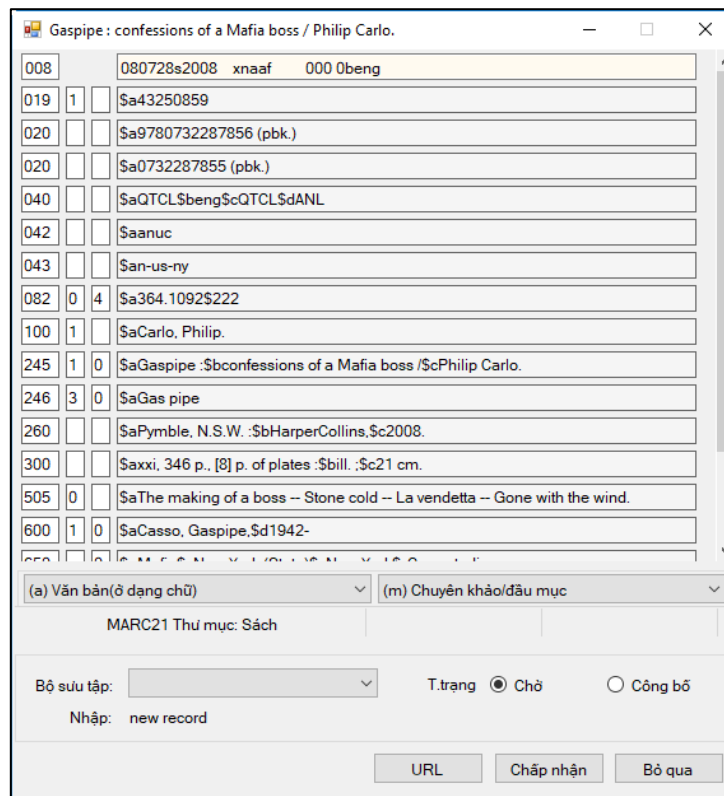 Gaspipe : confessions of a Mafia boss / Philip Carlo.
008 080728s2008 xnaaf 000 0beng
019 1 $a43250859
020 $a9780732287856 (pbk.)
020 $a0732287855 (pbk.)
040 $aQTCL$beng$cQTCL$dANL
042 $aanuc
043 $an-us-ny
082 0 4 $a364.1092$222
100 1 $aCarlo, Philip.
245 1 0 $aGaspipe :$bconfessions of a Mafia boss /$cPhilip Carlo.
246 3 0 $aGas pipe
260 $aPymble, N.S.W. :$bHarperCollins,$c2008.
300 $axxi, 346 p., [8] p. of plates :$bill. ;$c21 cm.
505 0 $aThe making of a boss -- Stone cold -- La vendetta -- Gone with the wind.
600 1 0 $aCasso, Gaspipe,$d1942-
(a) Văn bản(ở dạng chữ) (m) Chuyên khảo/đầu mục
MARC21 Thư mục: Sách
Bộ sưu tập: T.trạng Chờ Công bố
Nhập: new record
URL Chấp nhận Bỏ qua